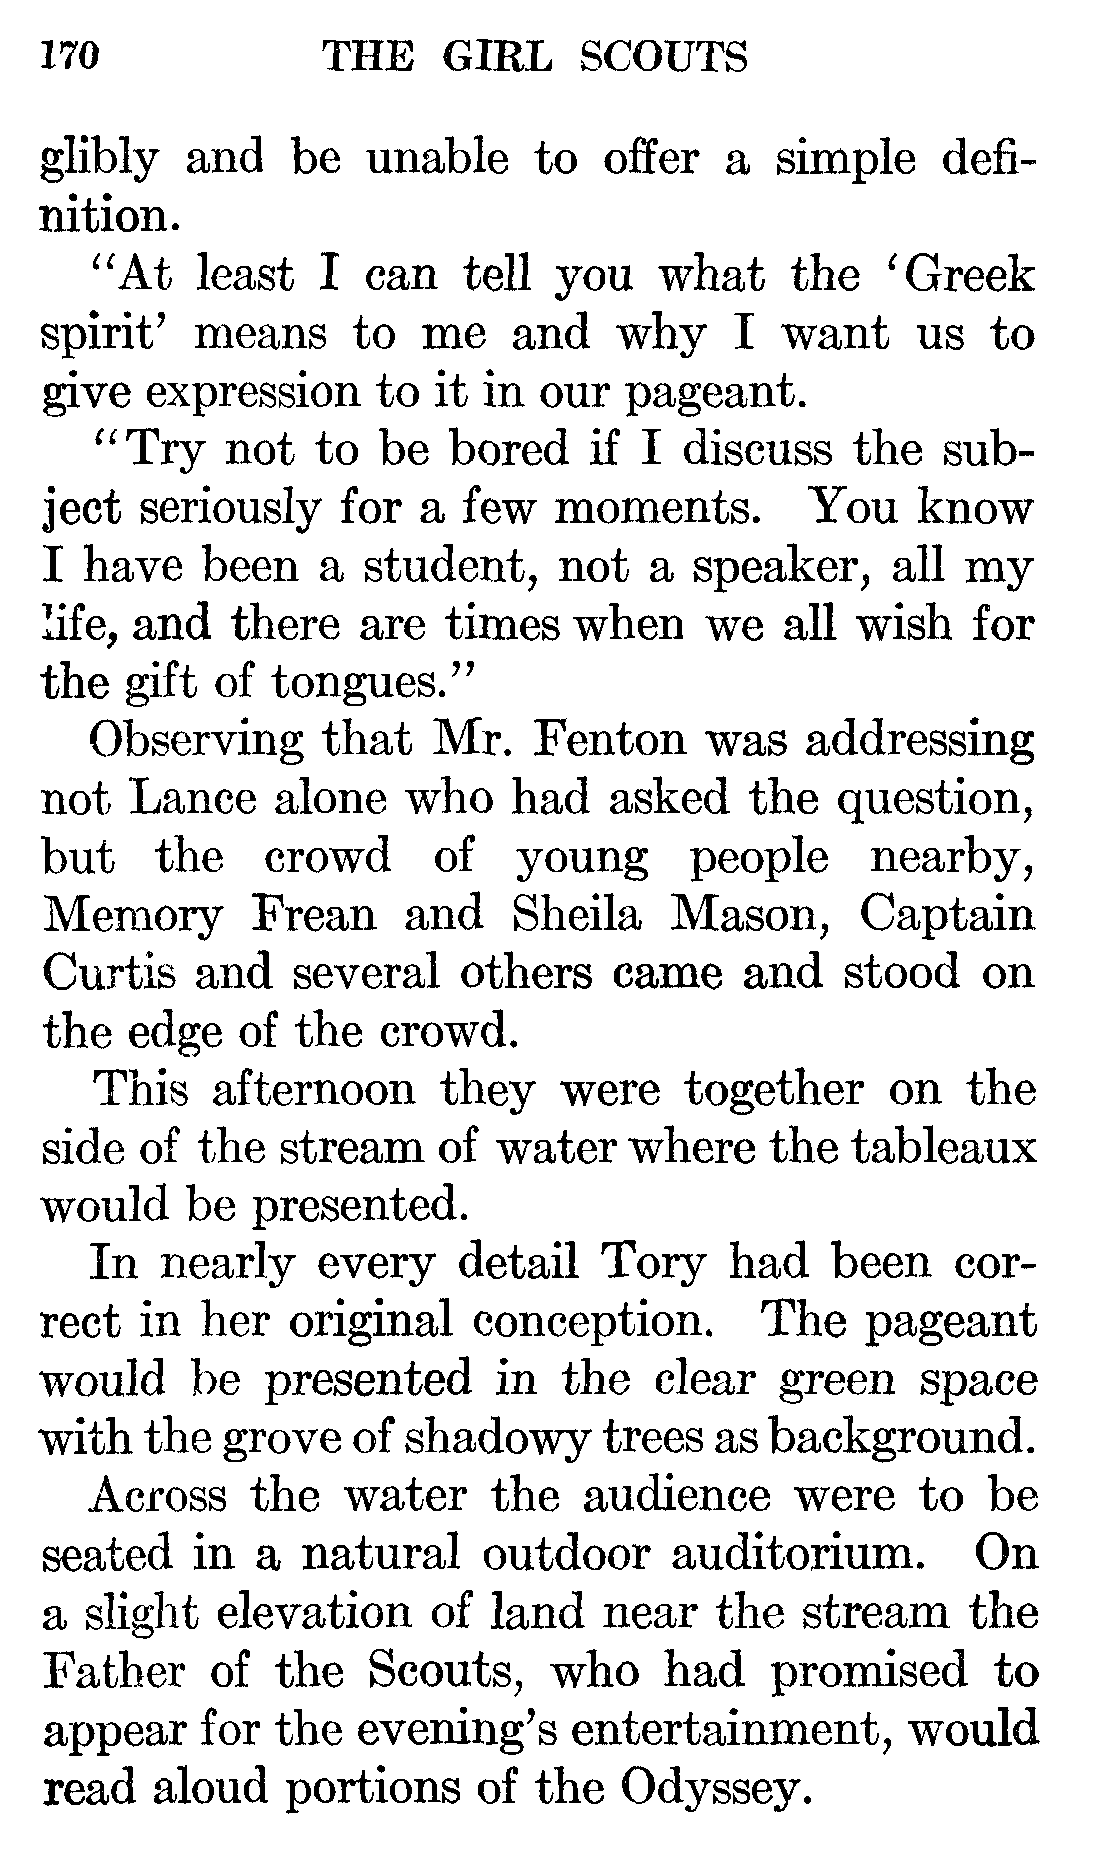 170 THE GIRL SCOUTS
glibly and be unable to offer a simple defi-
nition.
"At least I can tell you what the 'Greek
spirit' means to me and why I want us to
give expression to it in our pageant.
"Try not to be bored if I discuss the sub-
ject seriously for a few moments. You know
I have been a student, not a speaker, all my
life, and there are times when we all wish for
the gift of tongues."
Observing that Mr. Fenton was addressing
not Lance alone who had asked the question,
but the crowd of young people nearby,
Memory Frean and Sheila Mason, Captain
Curtis and several others came and stood on
the edge of the crowd.
This afternoon they were together on the
side of the stream of water where the tableaux
would be presented.
In nearly every detail Tory had been cor-
rect in her original conception. The pageant
would be presented in the clear green space
with the grove of shadowy trees as background.
Across the water the audience were to be
seated in a natural outdoor auditorium. On
a slight elevation of land near the stream the
Father of the Scouts, who had promised to
appear for the evening's entertainment, would
read aloud portions of the Odyssey.